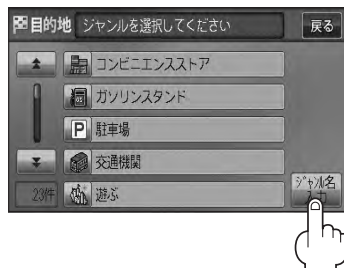 目的地 ジャンルを選択してください 戻る
コンビニエンスストア
ガソリンスタンド
P 駐車場
交通機関
23件 遊ぶ
ジャンル名
入力